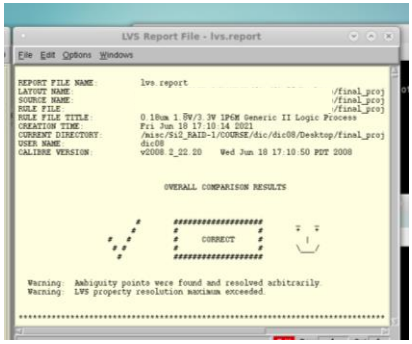 LVS Report File - lvs.report
File Edit Options Windows
REPORT FILE NAME: lvs.report
LAYOUT NAME: /final_proj
SOURCE NAME: /final_proj
RULE FILE: /final_proj
RULE FILE TITLE: 0.18um 1.8V/3.3V 1P6M Generic II Logic Process
CREATION TIME: Fri Jun 18 17:10:14 2021
CURRENT DIRECTORY: /misc/Si2_RAID-1/COURSE/dic/dic08/Desktop/final_proj
USER NAME: dic08
CALIBRE VERSION: v2008.2_22.20 Wed Jun 18 17:10:50 PDT 2008
OVERALL COMPARISON RESULTS
CORRECT
Warning: Ambiguity points were found and resolved arbitrarily.
Warning: LVS property resolution maximum exceeded.